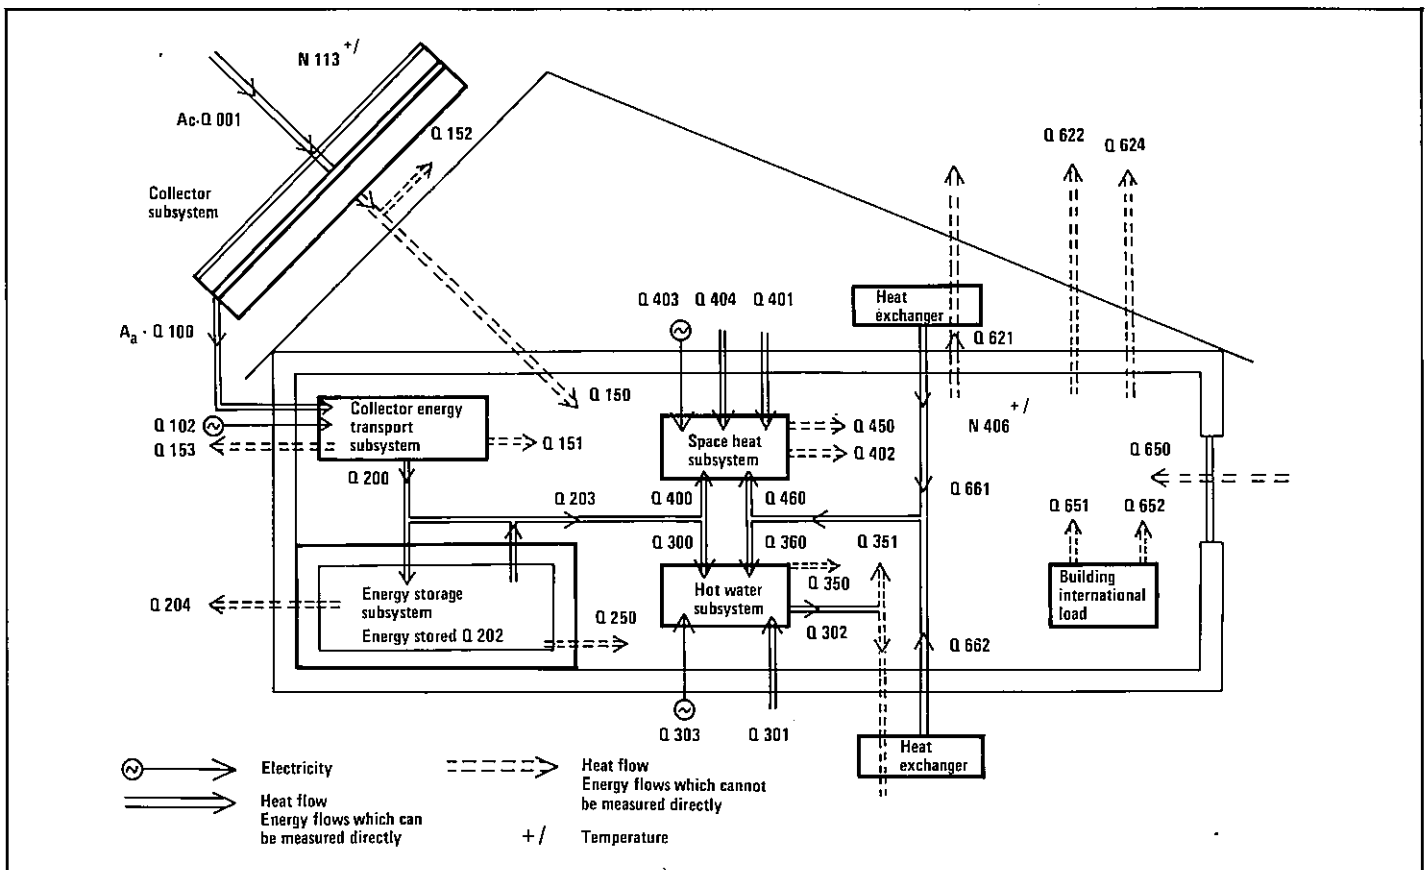 N 113 +/
Ac·Q 001
Q 152
Q 622
Q 624
Collector
subsystem
Q 403
Q 404
Q 401
Heat
exchanger
Aa · Q 100
Q 621
Q 150
Collector energy
transport
subsystem
Q 102
Q 153
Q 151
Space heat
subsystem
Q 450
Q 402
N 406 +/
Q 650
Q 200
Q 203
Q 400
Q 460
Q 661
Q 651
Q 652
Q 300
Q 360
Q 351
Energy storage
subsystem
Energy stored Q 202
Q 204
Q 250
Hot water
subsystem
Q 350
Q 302
Building
international
load
Q 662
Q 303
Q 301
Heat
exchanger
Electricity
Heat flow
Energy flows which can
be measured directly
Heat flow
Energy flows which cannot
be measured directly
+/ Temperature